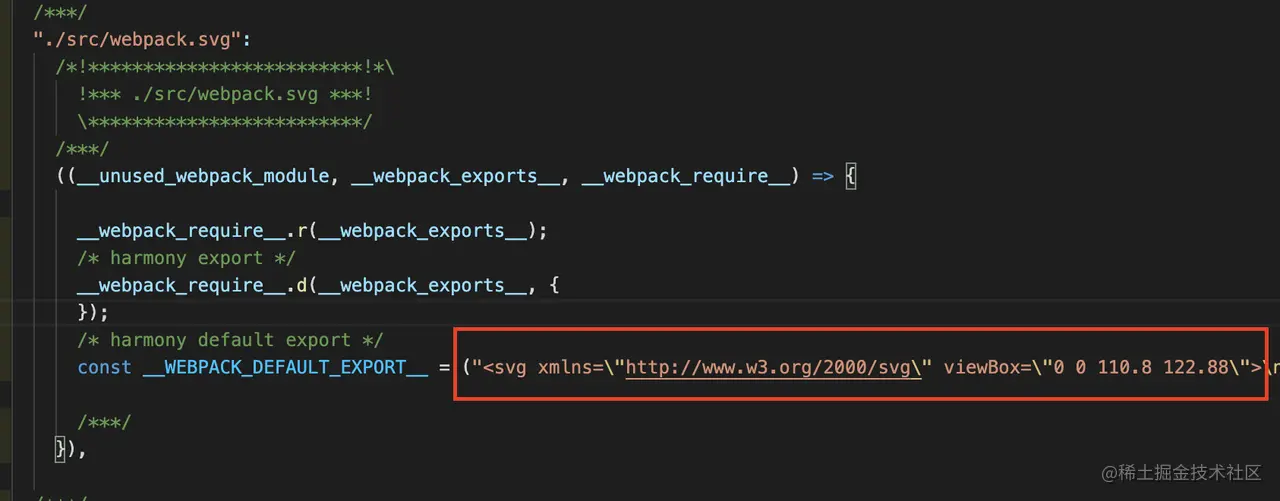 /***/
"./src/webpack.svg":
/*!*************************!*\
!*** ./src/webpack.svg ***!
\*************************/
/***/
((__unused_webpack_module, __webpack_exports__, __webpack_require__) => {
__webpack_require__.r(__webpack_exports__);
/* harmony export */
__webpack_require__.d(__webpack_exports__, {
});
/* harmony default export */
const __WEBPACK_DEFAULT_EXPORT__ = ("<svg xmlns=\"http://www.w3.org/2000/svg\" viewBox=\"0 0 110.8 122.88\">\n
/***/
}),
@稀土掘金技术社区